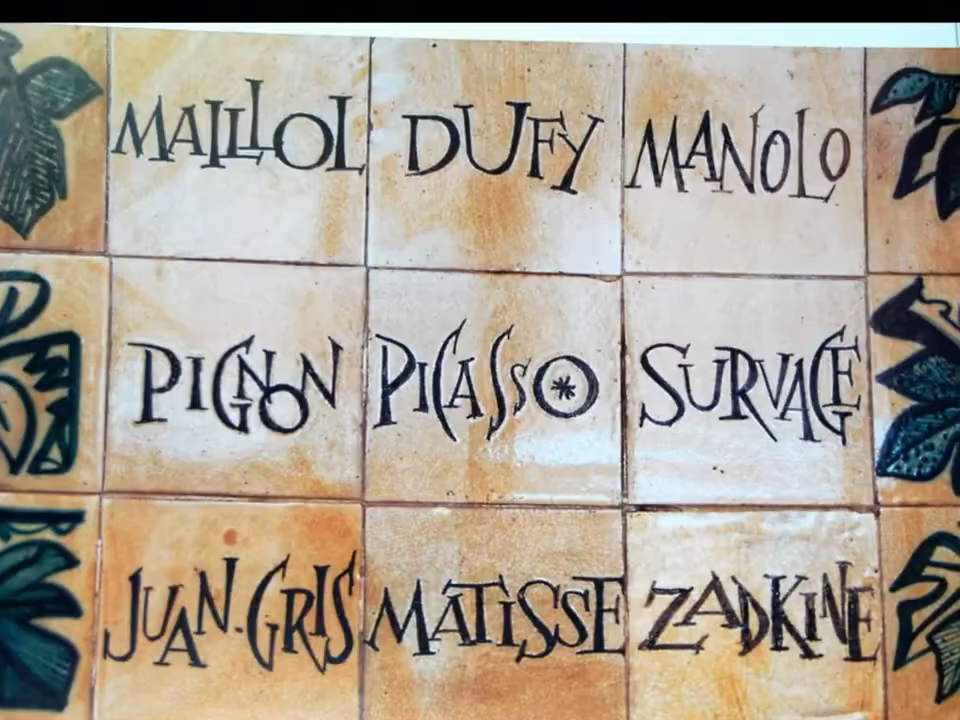 MAILLOL DUFY MANOLO
PIGNON PICASSO SURVAGE
JUAN-GRIS MATISSE ZADKINE